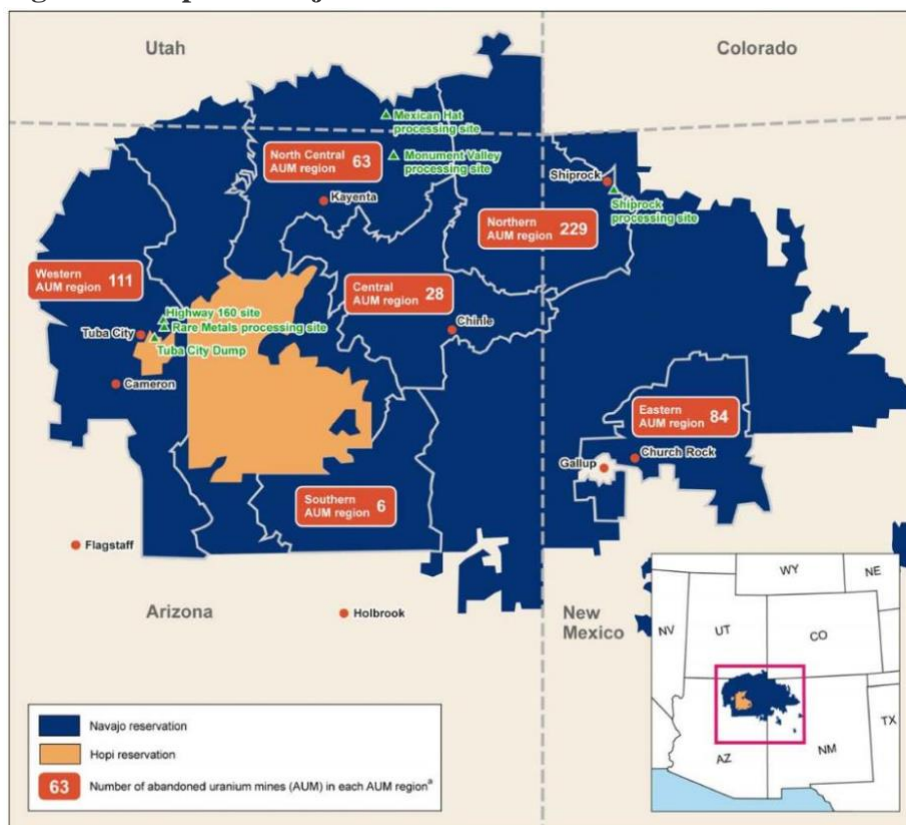 Utah
Colorado
Mexican Hat
processing site
North Central
AUM region 63
Monument Valley
processing site
Shiprock
Kayenta
Shiprock
processing site
Northern
AUM region 229
Western
AUM region 111
Central
AUM region 28
Highway 160 site
Rare Metals processing site
Tuba City
Tuba City Dump
Chinle
Cameron
Eastern
AUM region 84
Church Rock
Gallup
Southern
AUM region 6
Flagstaff
Arizona
Holbrook
New
Mexico
WY
NE
NV
UT
CO
AZ
NM
TX
Navajo reservation
Hopi reservation
63 Number of abandoned uranium mines (AUM) in each AUM regionª